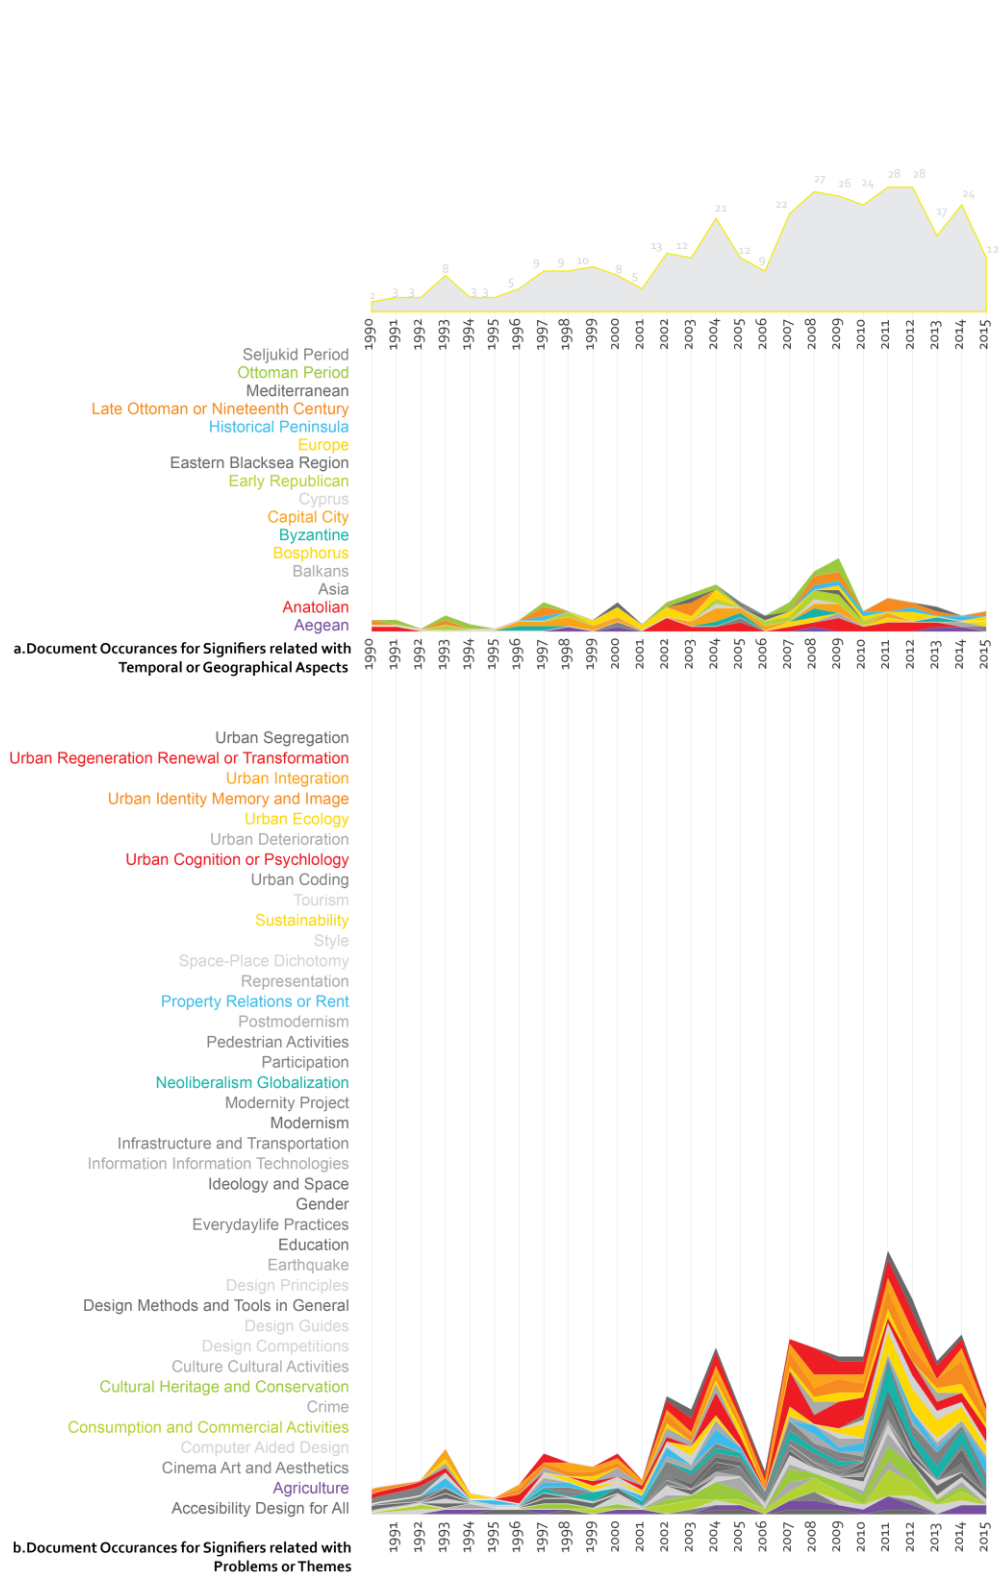 2 3 3 8 3 3 5 9 9 10 8 5 13 12 21 12 9 22 27 26 24 28 28 17 24 12
1990 1991 1992 1993 1994 1995 1996 1997 1998 1999 2000 2001 2002 2003 2004 2005 2006 2007 2008 2009 2010 2011 2012 2013 2014 2015
Seljukid Period
Ottoman Period
Mediterranean
Late Ottoman or Nineteenth Century
Historical Peninsula
Europe
Eastern Blacksea Region
Early Republican
Cyprus
Capital City
Byzantine
Bosphorus
Balkans
Asia
Anatolian
Aegean
1990 1991 1992 1993 1994 1995 1996 1997 1998 1999 2000 2001 2002 2003 2004 2005 2006 2007 2008 2009 2010 2011 2012 2013 2014 2015
a.Document Occurances for Signifiers related with
Temporal or Geographical Aspects
Urban Segregation
Urban Regeneration Renewal or Transformation
Urban Integration
Urban Identity Memory and Image
Urban Ecology
Urban Deterioration
Urban Cognition or Psychlology
Urban Coding
Tourism
Sustainability
Style
Space-Place Dichotomy
Representation
Property Relations or Rent
Postmodernism
Pedestrian Activities
Participation
Neoliberalism Globalization
Modernity Project
Modernism
Infrastructure and Transportation
Information Information Technologies
Ideology and Space
Gender
Everydaylife Practices
Education
Earthquake
Design Principles
Design Methods and Tools in General
Design Guides
Design Competitions
Culture Cultural Activities
Cultural Heritage and Conservation
Crime
Consumption and Commercial Activities
Computer Aided Design
Cinema Art and Aesthetics
Agriculture
Accesibility Design for All
1991 1992 1993 1994 1995 1996 1997 1998 1999 2000 2001 2002 2003 2004 2005 2006 2007 2008 2009 2010 2011 2012 2013 2014 2015
b.Document Occurances for Signifiers related with
Problems or Themes